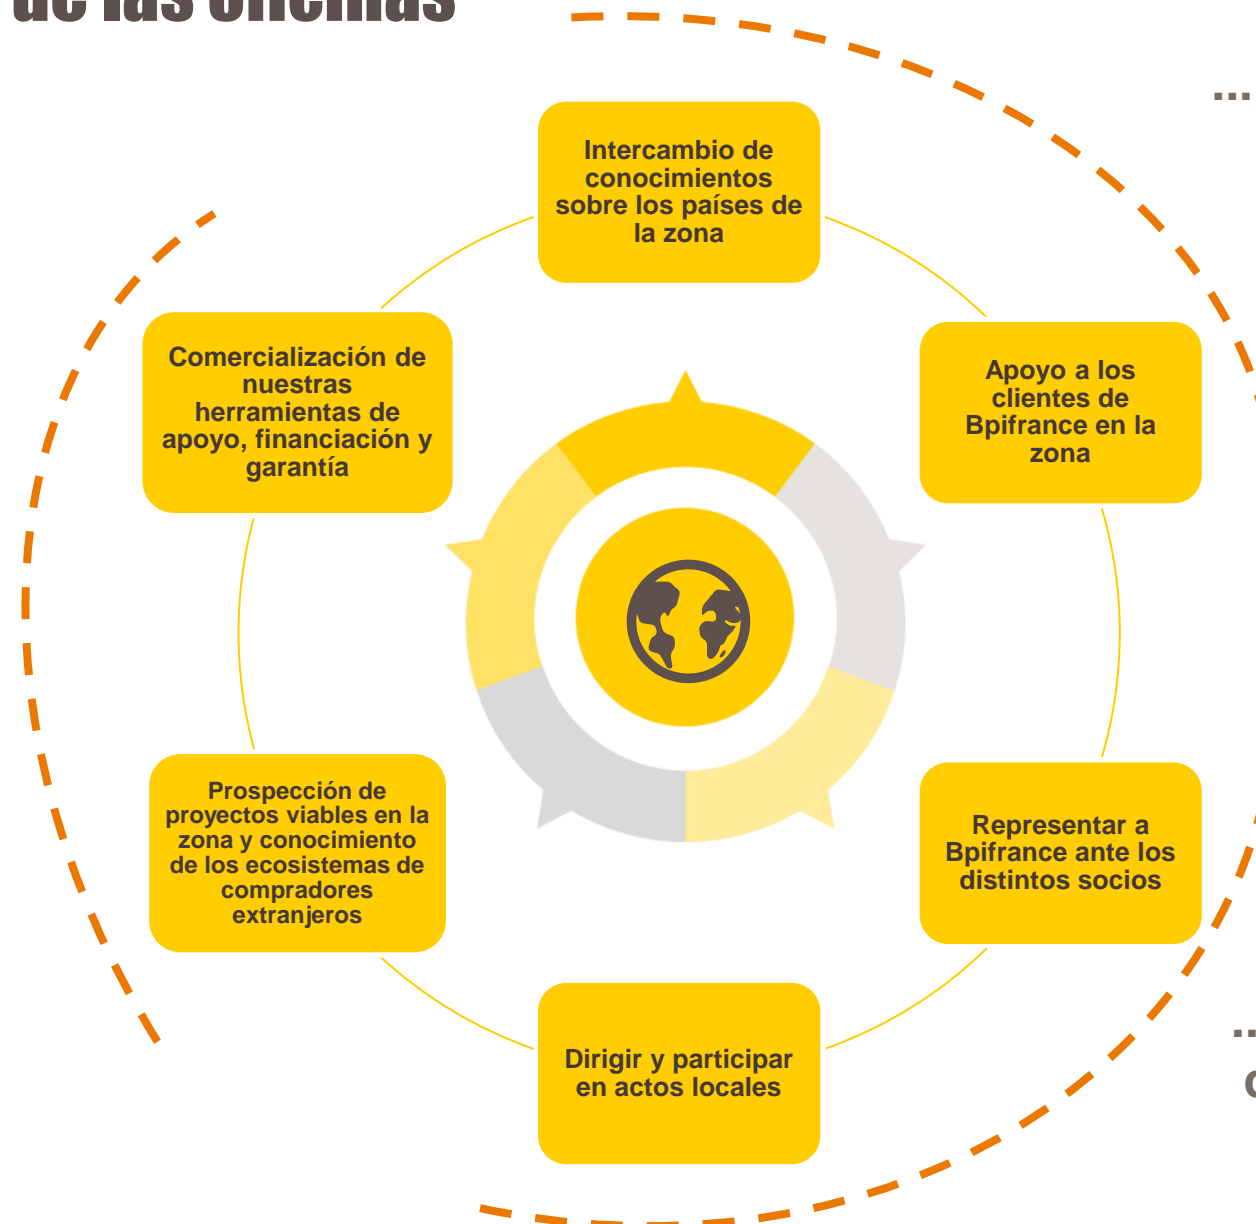 de las oficinas
...
Intercambio de
conocimientos
sobre los países de
la zona
Comercialización de
nuestras
herramientas de
apoyo, financiación y
garantía
Apoyo a los
clientes de
Bpifrance en la
zona
Prospección de
proyectos viables en la
zona y conocimiento
de los ecosistemas de
compradores
extranjeros
Representar a
Bpifrance ante los
distintos socios
Dirigir y participar
en actos locales